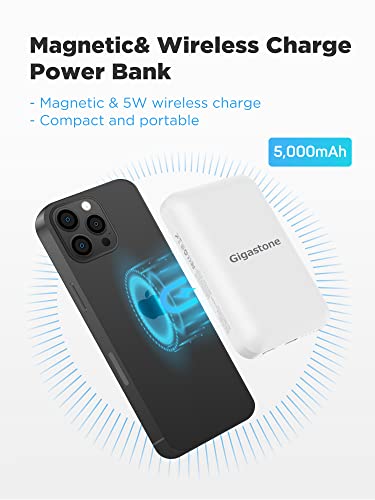 Magnetic& Wireless Charge
Power Bank
- Magnetic & 5W wireless charge
- Compact and portable
5,000mAh
Gigastone